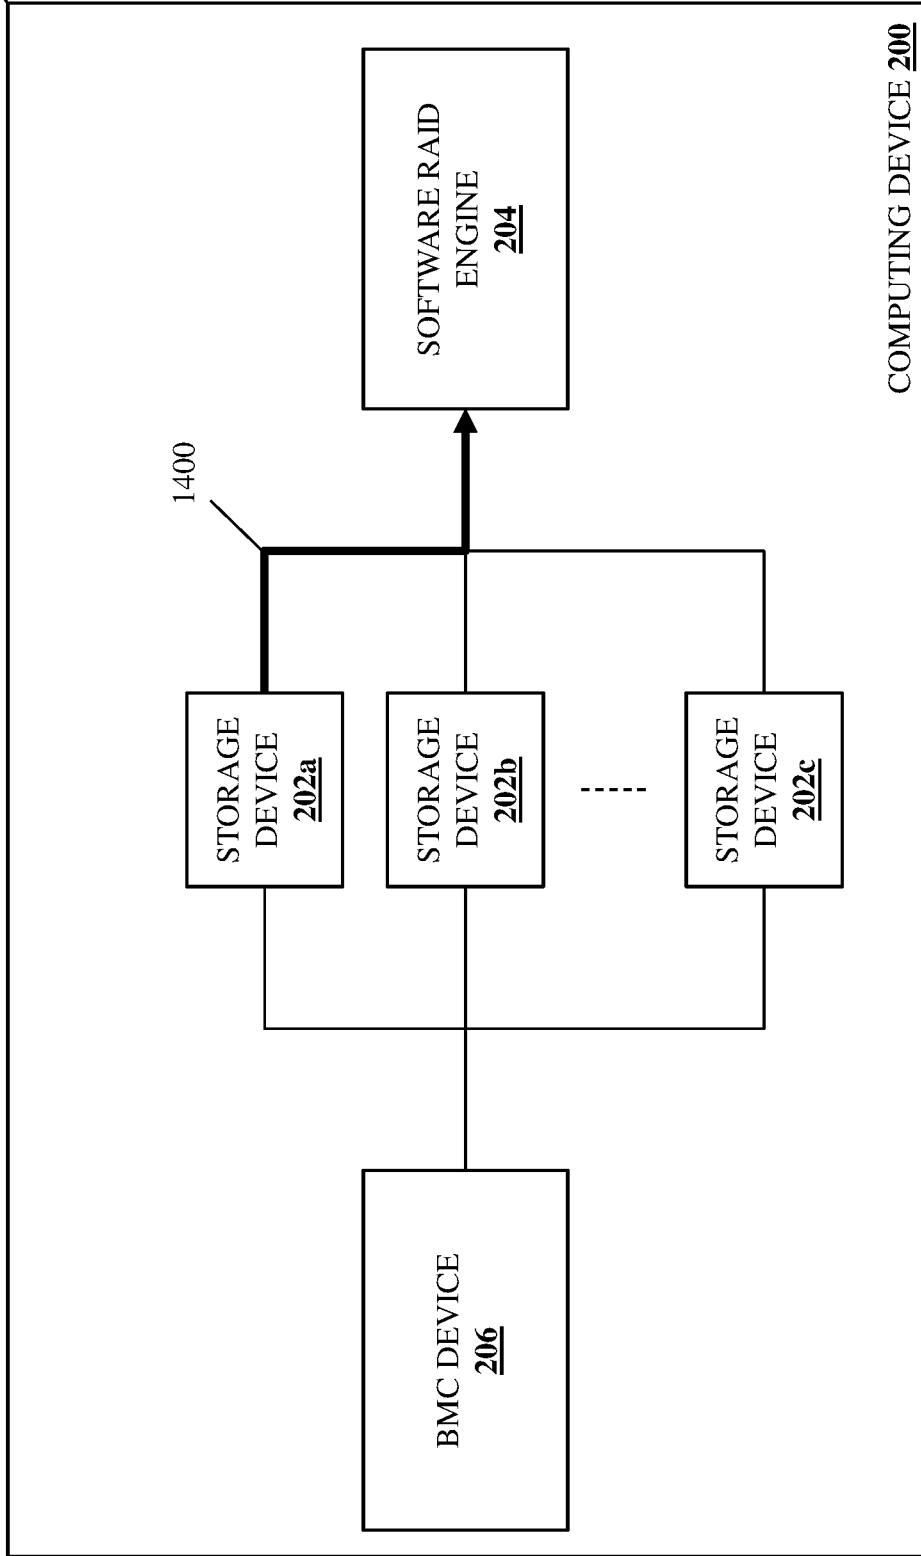 1400
BMC DEVICE
206
STORAGE
DEVICE
202a
STORAGE
DEVICE
202b
STORAGE
DEVICE
202c
SOFTWARE RAID
ENGINE
204
COMPUTING DEVICE 200